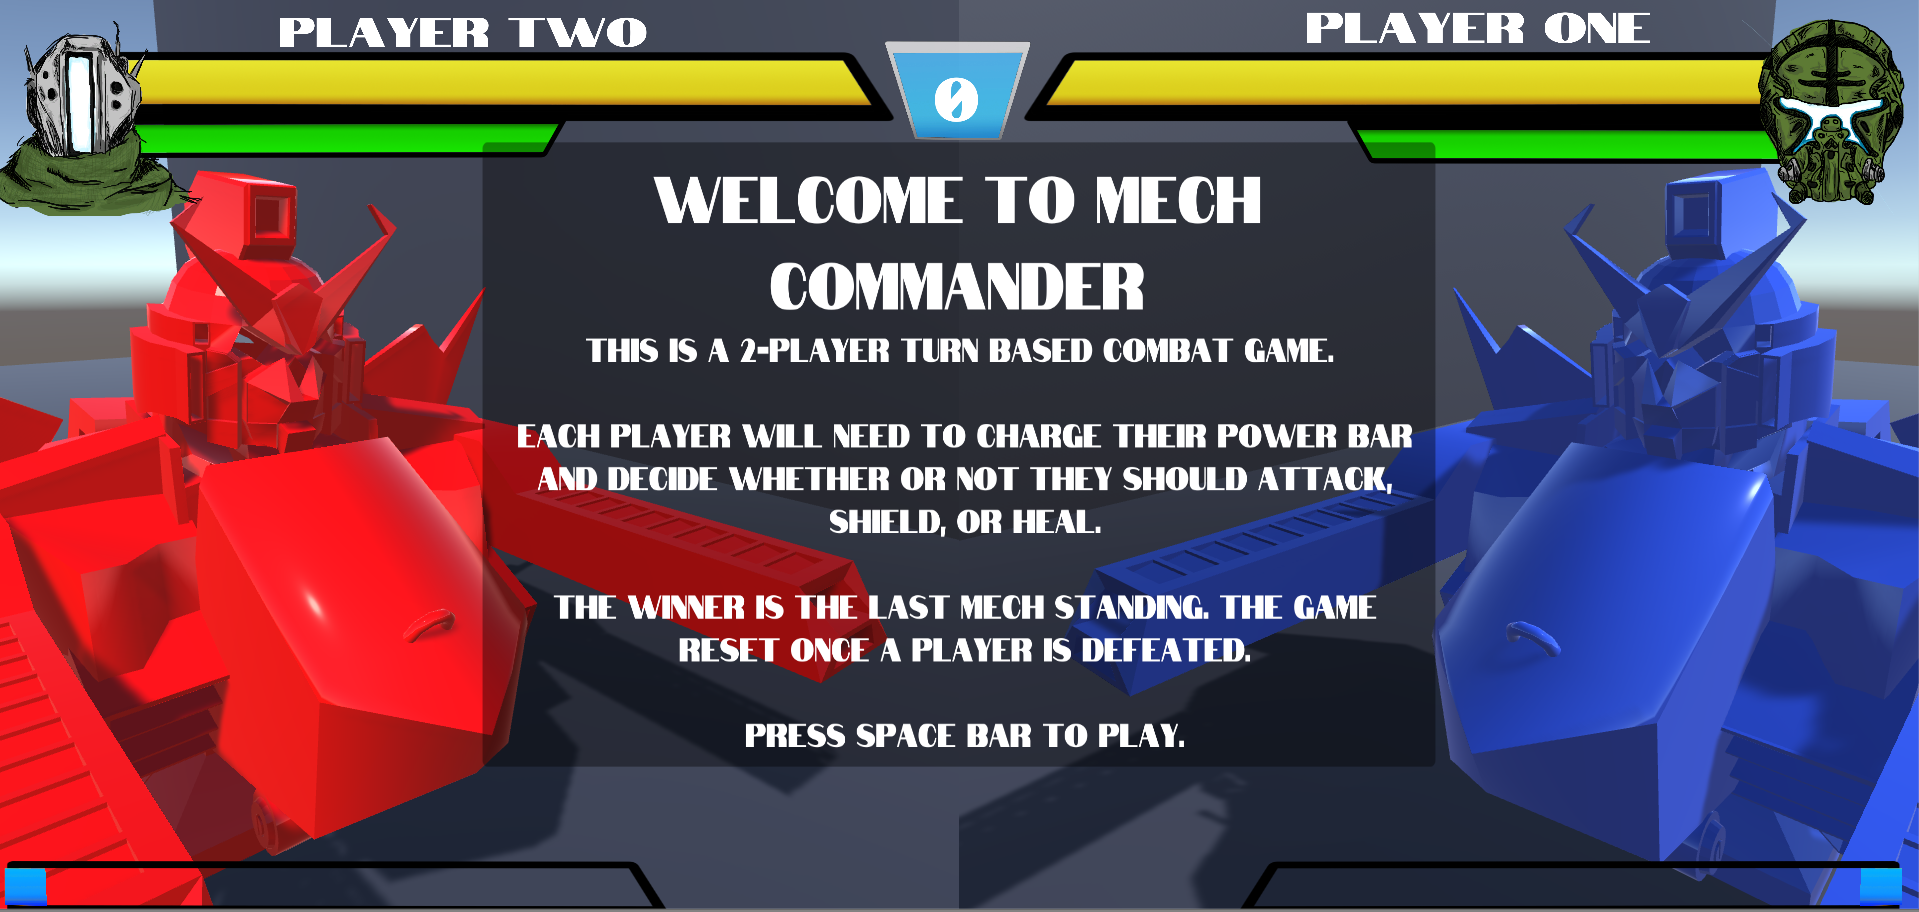 PLAYER TWO
PLAYER ONE
0
WELCOME TO MECH
COMMANDER
THIS IS A 2-PLAYER TURN BASED COMBAT GAME.
EACH PLAYER WILL NEED TO CHARGE THEIR POWER BAR
AND DECIDE WHETHER OR NOT THEY SHOULD ATTACK,
SHIELD, OR HEAL.
THE WINNER IS THE LAST MECH STANDING. THE GAME
RESET ONCE A PLAYER IS DEFEATED.
PRESS SPACE BAR TO PLAY.